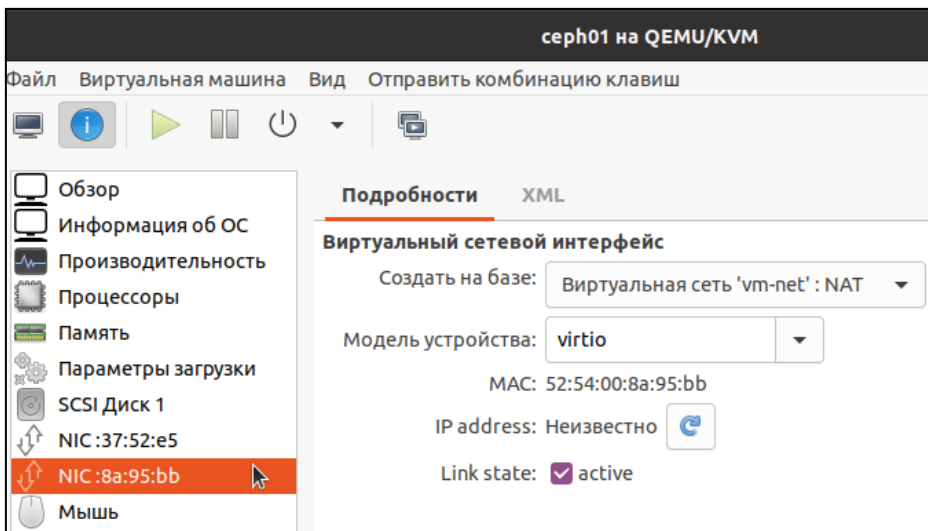 ceph01 на QEMU/KVM
Файл Виртуальная машина Вид Отправить комбинацию клавиш
Обзор
Информация об ОС
Производительность
Процессоры
Память
Параметры загрузки
SCSI Диск 1
NIC :37:52:e5
NIC :8a:95:bb
Мышь
Подробности XML
Виртуальный сетевой интерфейс
Создать на базе: Виртуальная сеть 'vm-net' : NAT
Модель устройства: virtio
MAC: 52:54:00:8a:95:bb
IP address: Неизвестно
Link state: active